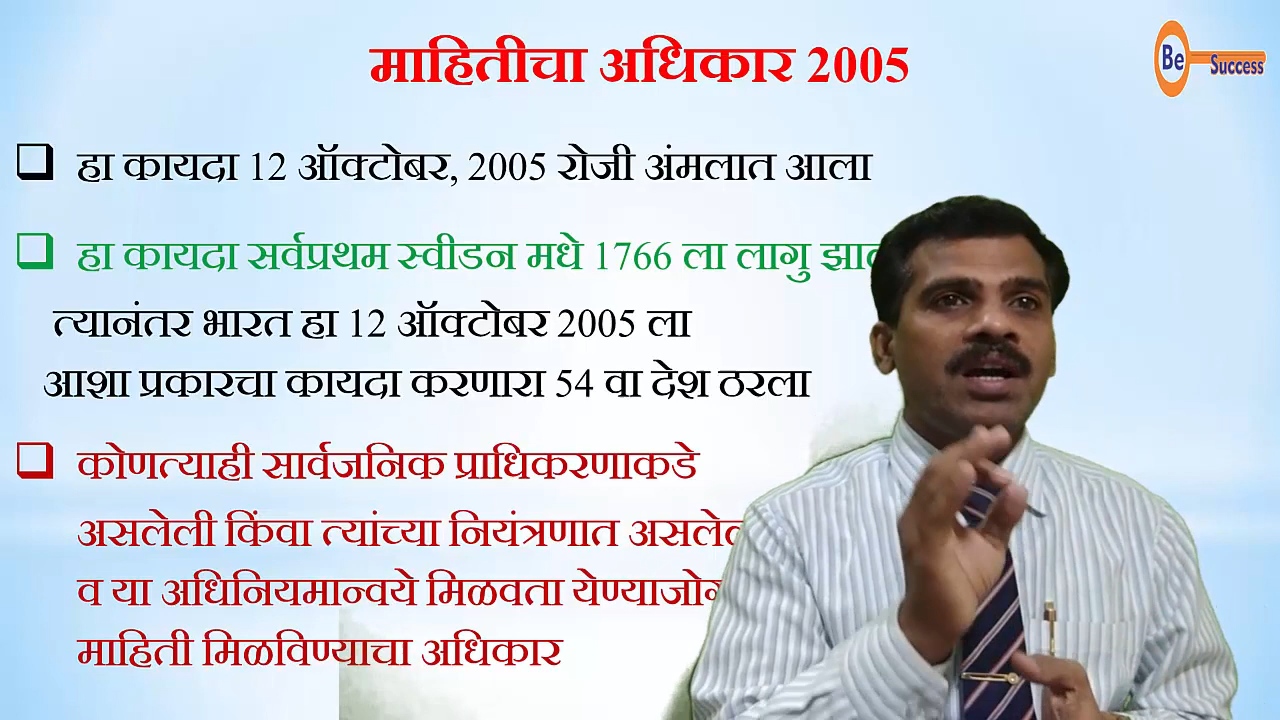 माहितीचा अधिकार 2005
Be Success
हा कायदा 12 ऑक्टोबर, 2005 रोजी अंमलात आला
हा कायदा सर्वप्रथम स्वीडन मधे 1766 ला लागु
त्यानंतर भारत हा 12 ऑक्टोबर 2005 ला
आशा प्रकारचा कायदा करणारा 54 वा देश ठरला
कोणत्याही सार्वजनिक प्राधिकरणाकडे
असलेली किंवा त्यांच्या नियंत्रणात
व या अधिनियमान्वये मिळवता
माहिती मिळविण्याचा अधिकार